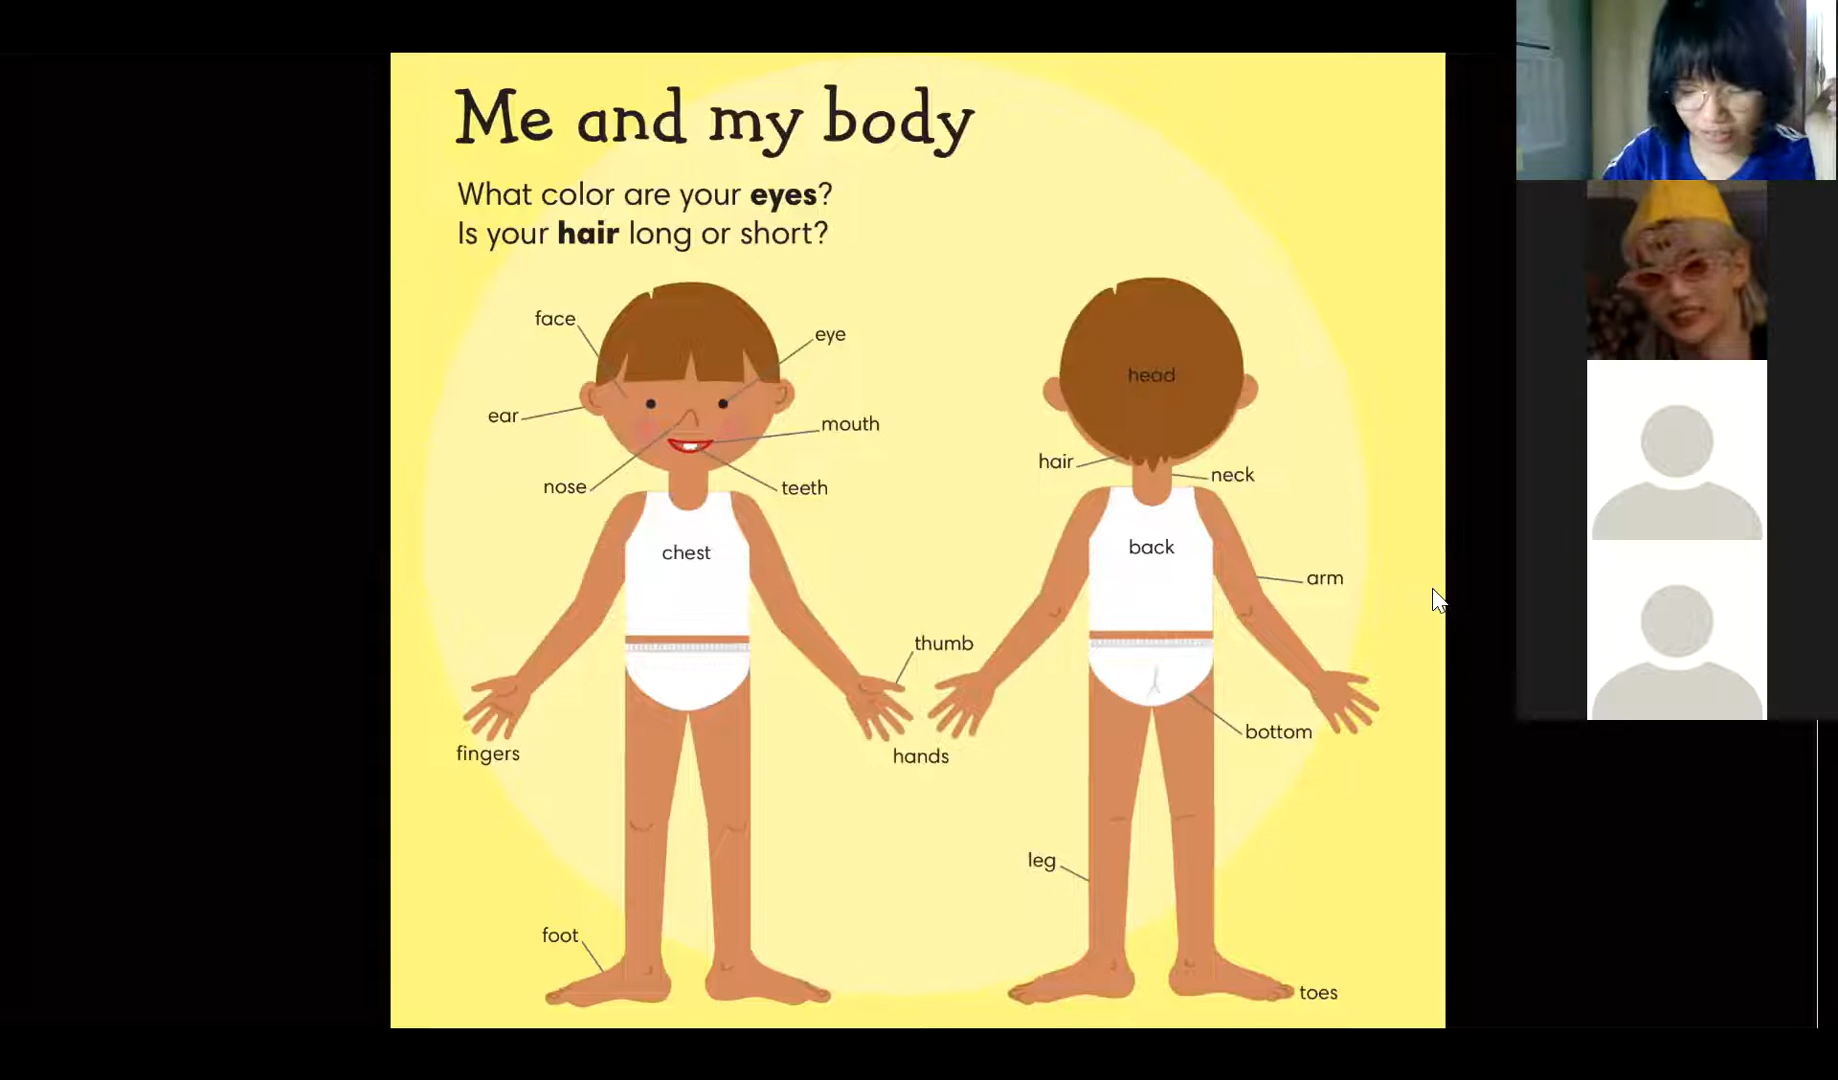 Me and my body
What color are your eyes?
Is your hair long or short?
face
eye
ear
mouth
nose
teeth
chest
thumb
fingers
hands
foot
head
hair
neck
back
arm
bottom
leg
toes